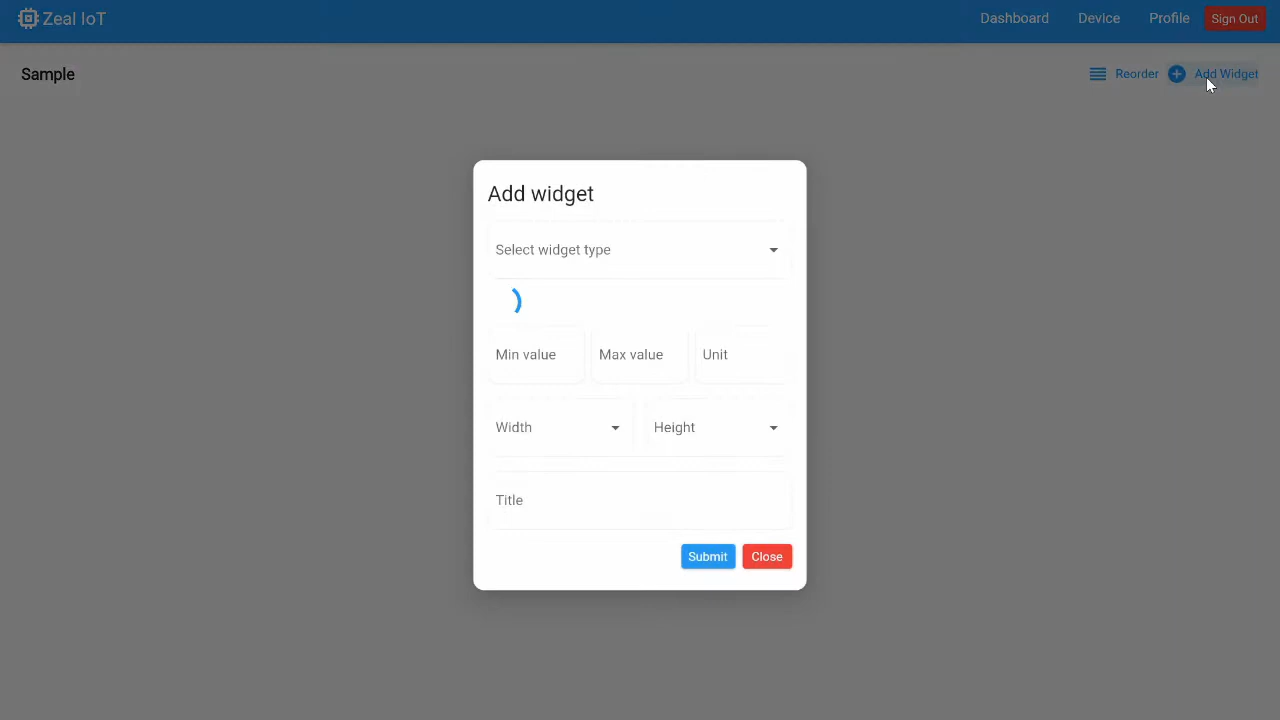 Zeal IoT Dashboard Device Profile Sign Out
Sample Reorder Add Widget
Add widget
Select widget type
Min value Max value Unit
Width Height
Title
Submit Close